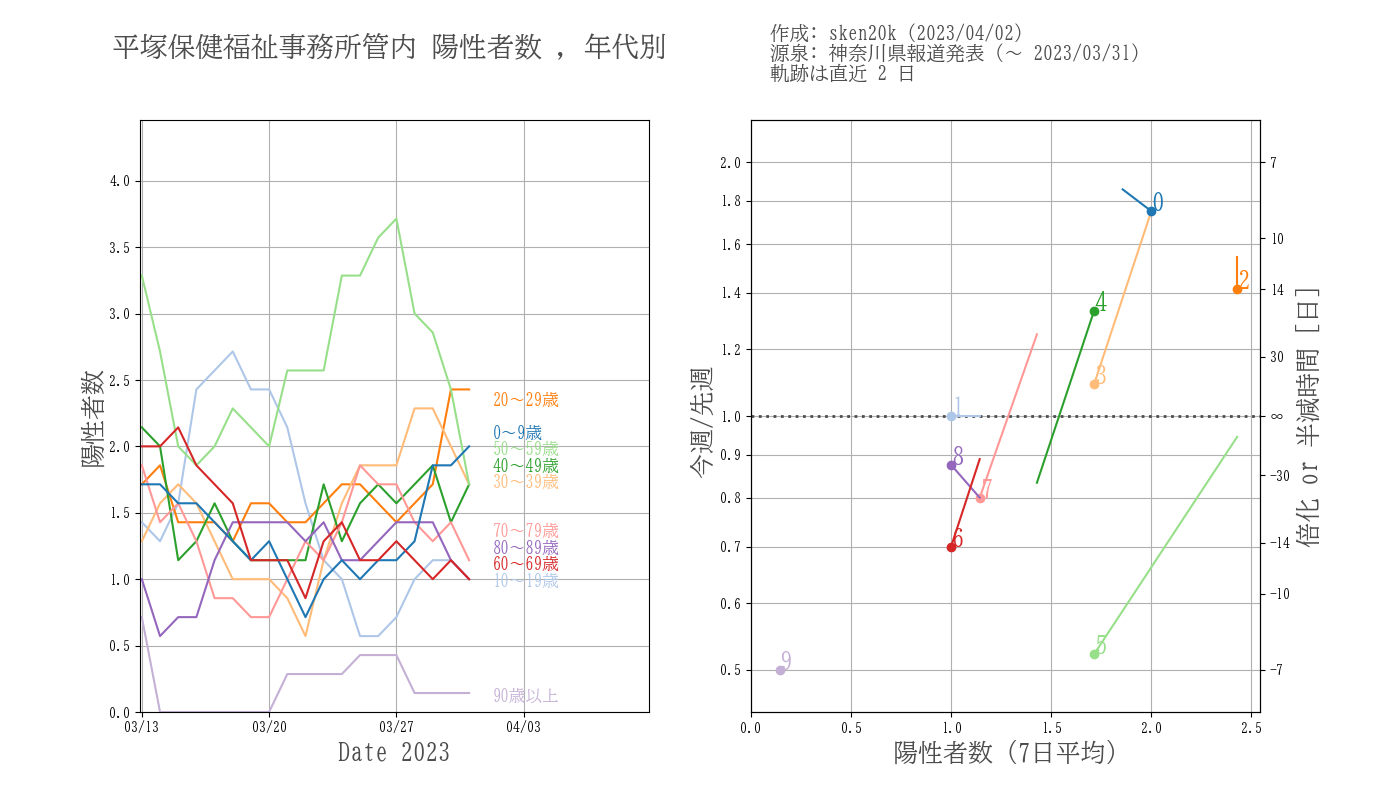 平塚保健福祉事務所管内 陽性者数 , 年代別
作成: sken20k (2023/04/02)
源泉: 神奈川県報道発表 (〜 2023/03/31)
軌跡は直近 2 日
陽性者数
4.0
3.5
3.0
2.5
2.0
1.5
1.0
0.5
0.0
03/13
03/20
03/27
04/03
Date 2023
20〜29歳
0〜9歳
50〜59歳
40〜49歳
30〜39歳
70〜79歳
80〜89歳
60〜69歳
10〜19歳
90歳以上
今週/先週
2.0
1.8
1.6
1.4
1.2
1.0
0.9
0.8
0.7
0.6
0.5
0
2
4
3
1
8
7
6
5
9
0.0
0.5
1.0
1.5
2.0
2.5
陽性者数 (7日平均)
7
10
14
30
∞
−30
−14
−10
−7
倍化 or 半減時間 [日]